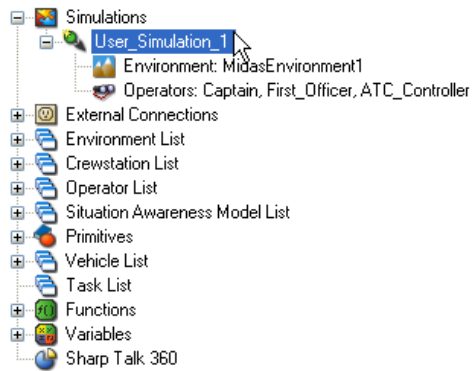 Simulations
User_Simulation_1
Environment: MidasEnvironment1
Operators: Captain, First_Officer, ATC_Controller
External Connections
Environment List
Crewstation List
Operator List
Situation Awareness Model List
Primitives
Vehicle List
Task List
Functions
Variables
Sharp Talk 360